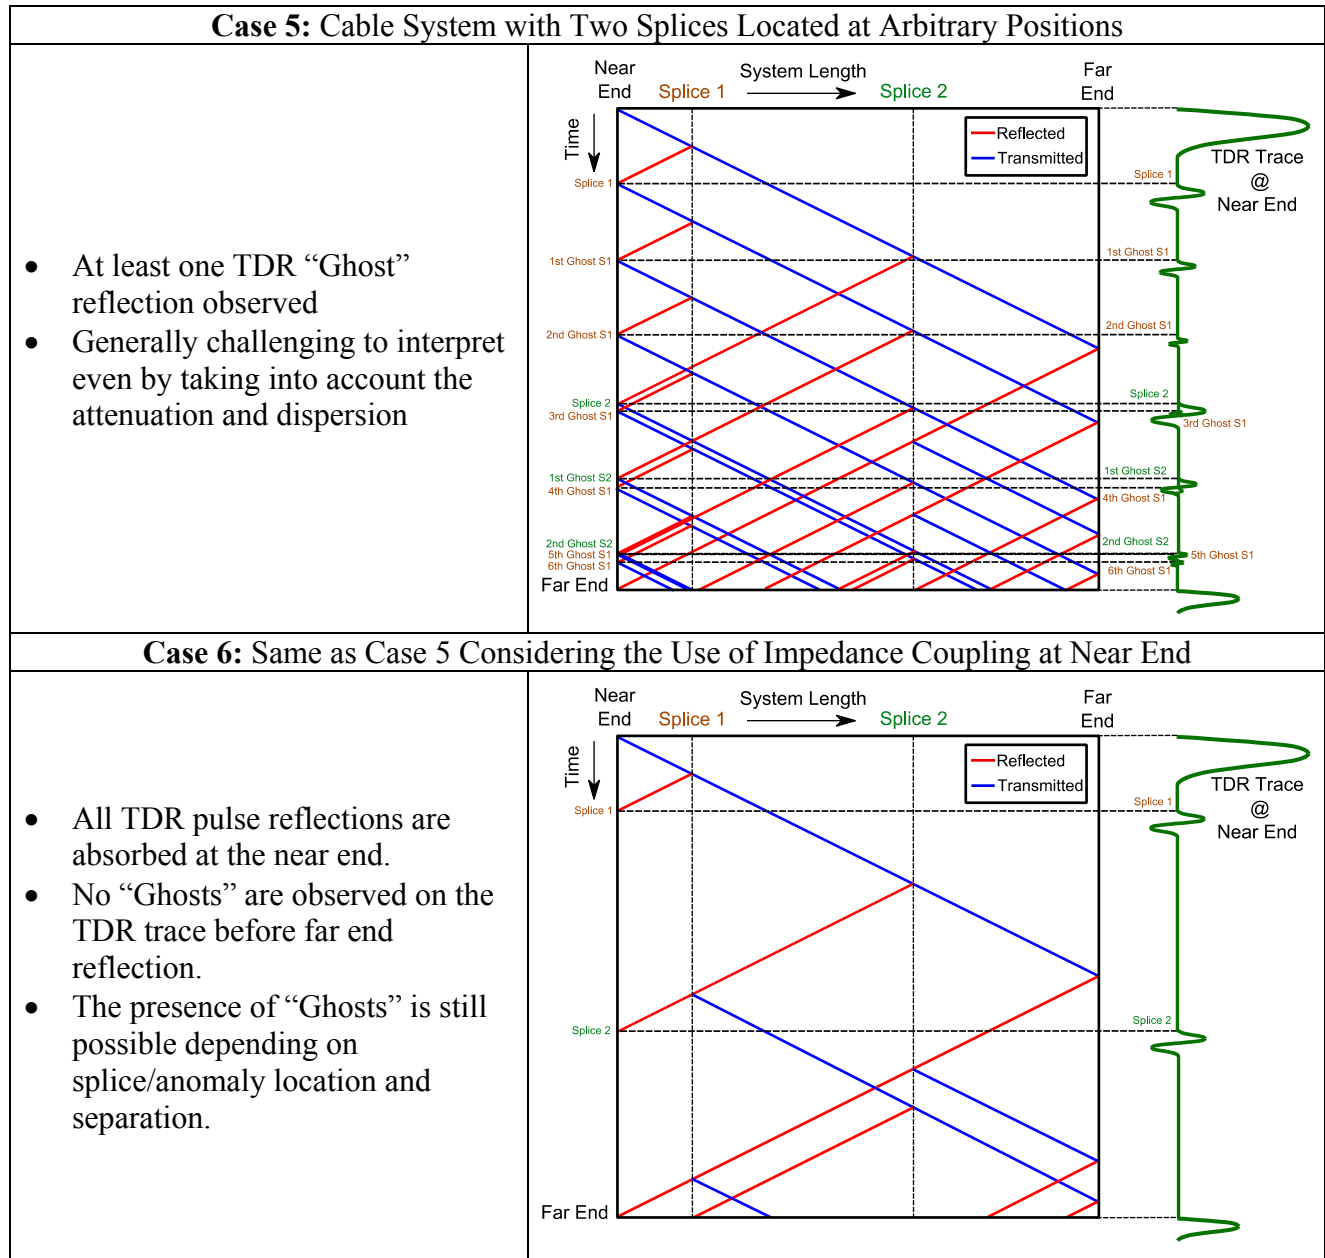 Case 5: Cable System with Two Splices Located at Arbitrary Positions
• At least one TDR “Ghost”
reflection observed
• Generally challenging to interpret
even by taking into account the
attenuation and dispersion
Near
End
Splice 1
System Length
Splice 2
Far
End
Time
Reflected
Transmitted
TDR Trace
@
Near End
Splice 1
1st Ghost S1
2nd Ghost S1
Splice 2
3rd Ghost S1
1st Ghost S2
4th Ghost S1
2nd Ghost S2
5th Ghost S1
6th Ghost S1
Far End
Splice 1
1st Ghost S1
2nd Ghost S1
Splice 2
3rd Ghost S1
1st Ghost S2
4th Ghost S1
2nd Ghost S2
5th Ghost S1
6th Ghost S1
Case 6: Same as Case 5 Considering the Use of Impedance Coupling at Near End
• All TDR pulse reflections are
absorbed at the near end.
• No “Ghosts” are observed on the
TDR trace before far end
reflection.
• The presence of “Ghosts” is still
possible depending on
splice/anomaly location and
separation.
Near
End
Splice 1
System Length
Splice 2
Far
End
Time
Reflected
Transmitted
TDR Trace
@
Near End
Splice 1
Splice 2
Far End
Splice 1
Splice 2